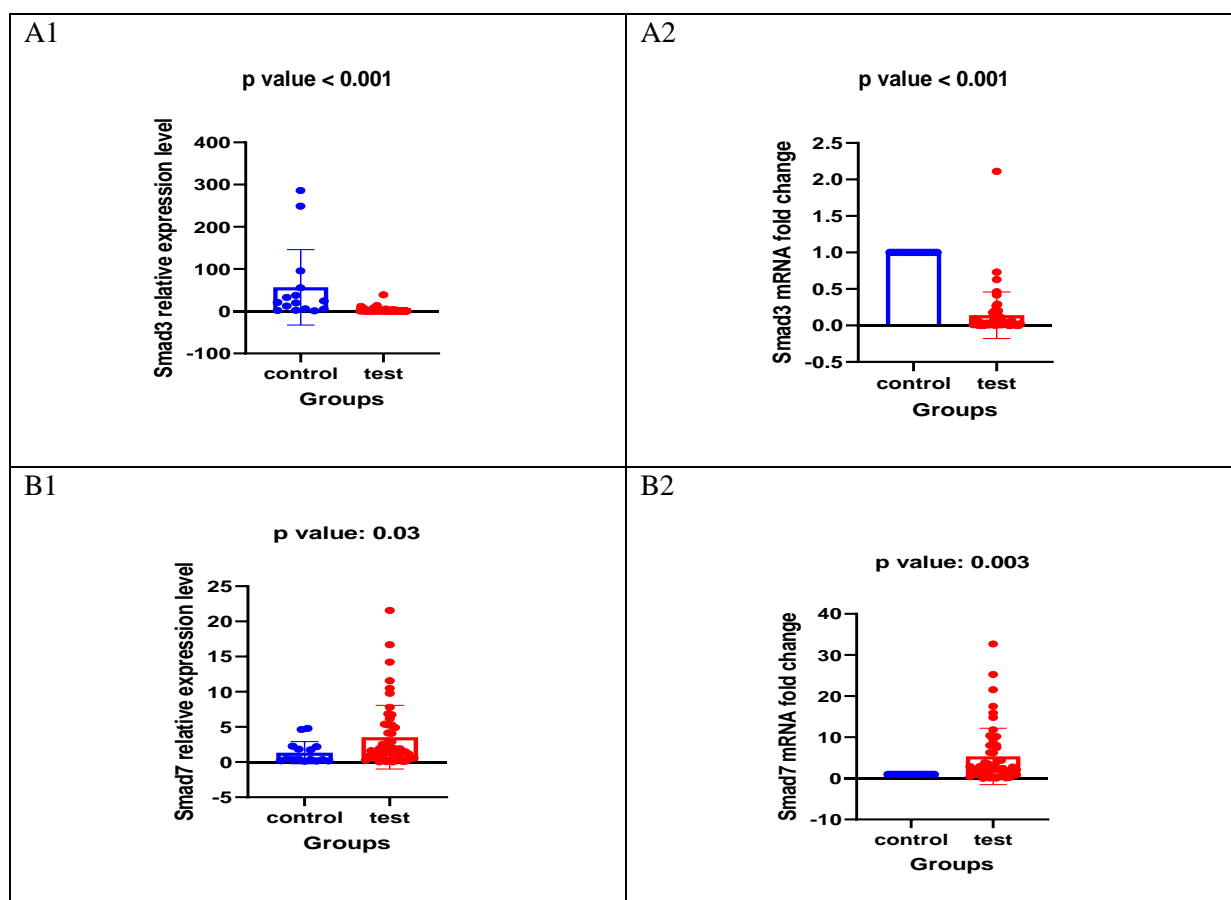 A1
p value < 0.001
Smad3 relative expression level
400
300
200
100
0
-100
control test
Groups
A2
p value < 0.001
Smad3 mRNA fold change
2.5
2.0
1.5
1.0
0.5
0.0
-0.5
control test
Groups
B1
p value: 0.03
Smad7 relative expression level
25
20
15
10
5
0
-5
control test
Groups
B2
p value: 0.003
Smad7 mRNA fold change
40
30
20
10
0
-10
control test
Groups